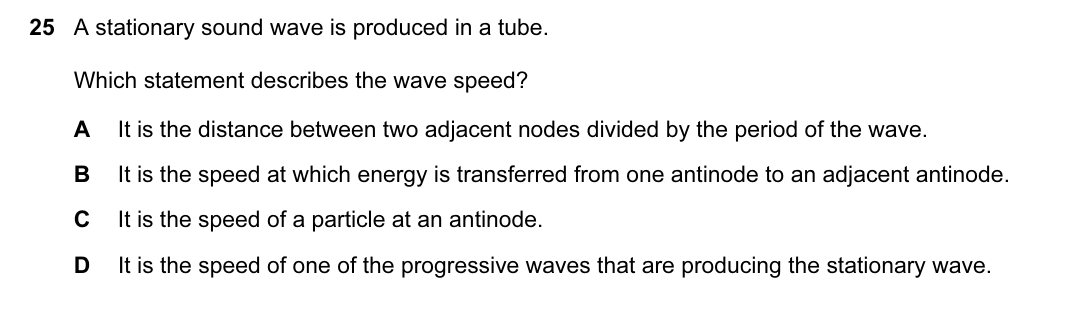 25 A stationary sound wave is produced in a tube.
Which statement describes the wave speed?
A It is the distance between two adjacent nodes divided by the period of the wave.
B It is the speed at which energy is transferred from one antinode to an adjacent antinode.
C It is the speed of a particle at an antinode.
D It is the speed of one of the progressive waves that are producing the stationary wave.